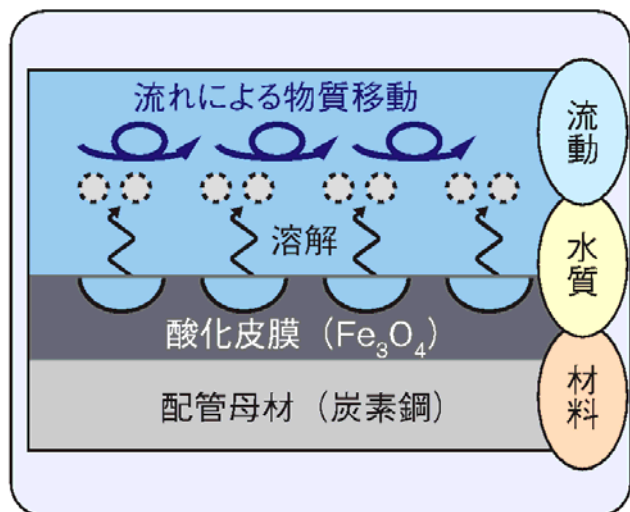 流れによる物質移動
溶解
酸化皮膜（Fe₃O₄）
配管母材（炭素鋼）
流動
水質
材料